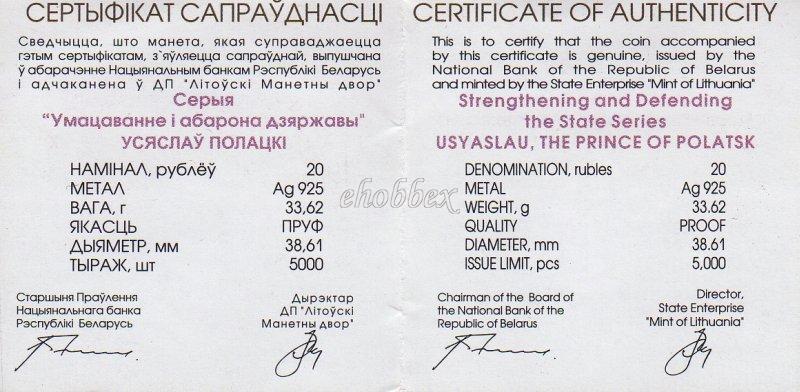 СЕРТЫФІКАТ САПРАЎДНАСЦІ
Сведчыцца, што манета, якая суправаджаецца
гэтым сертыфікатам, з`яўляецца сапраўднай, выпушчана
ў абарачэнне Нацыянальным банкам Рэспублікі Беларусь
і адчаканена ў ДП "Літоўскі Манетны двор"
Серыя
"Умацаванне і абарона дзяржавы"
УСЯСЛАЎ ПОЛАЦКІ
НАМІНАЛ, рублёў 20
МЕТАЛ Ag 925
ВАГА, г 33,62
ЯКАСЦЬ ПРУФ
ДЫЯМЕТР, мм 38,61
ТЫРАЖ, шт 5000
Старшыня Праўлення
Нацыянальнага банка
Рэспублікі Беларусь
Дырэктар
ДП "Літоўскі
Манетны двор"
CERTIFICATE OF AUTHENTICITY
This is to certify that the coin accompanied
by this certificate is genuine, issued by the
National Bank of the Republic of Belarus
and minted by the State Enterprise "Mint of Lithuania"
Strengthening and Defending
the State Series
USYASLAU, THE PRINCE OF POLATSK
DENOMINATION, rubles 20
METAL Ag 925
WEIGHT, g 33.62
QUALITY PROOF
DIAMETER, mm 38.61
ISSUE LIMIT, pcs 5,000
Chairman of the Board of
the National Bank of the
Republic of Belarus
Director,
State Enterprise
"Mint of Lithuania"
ehobbex